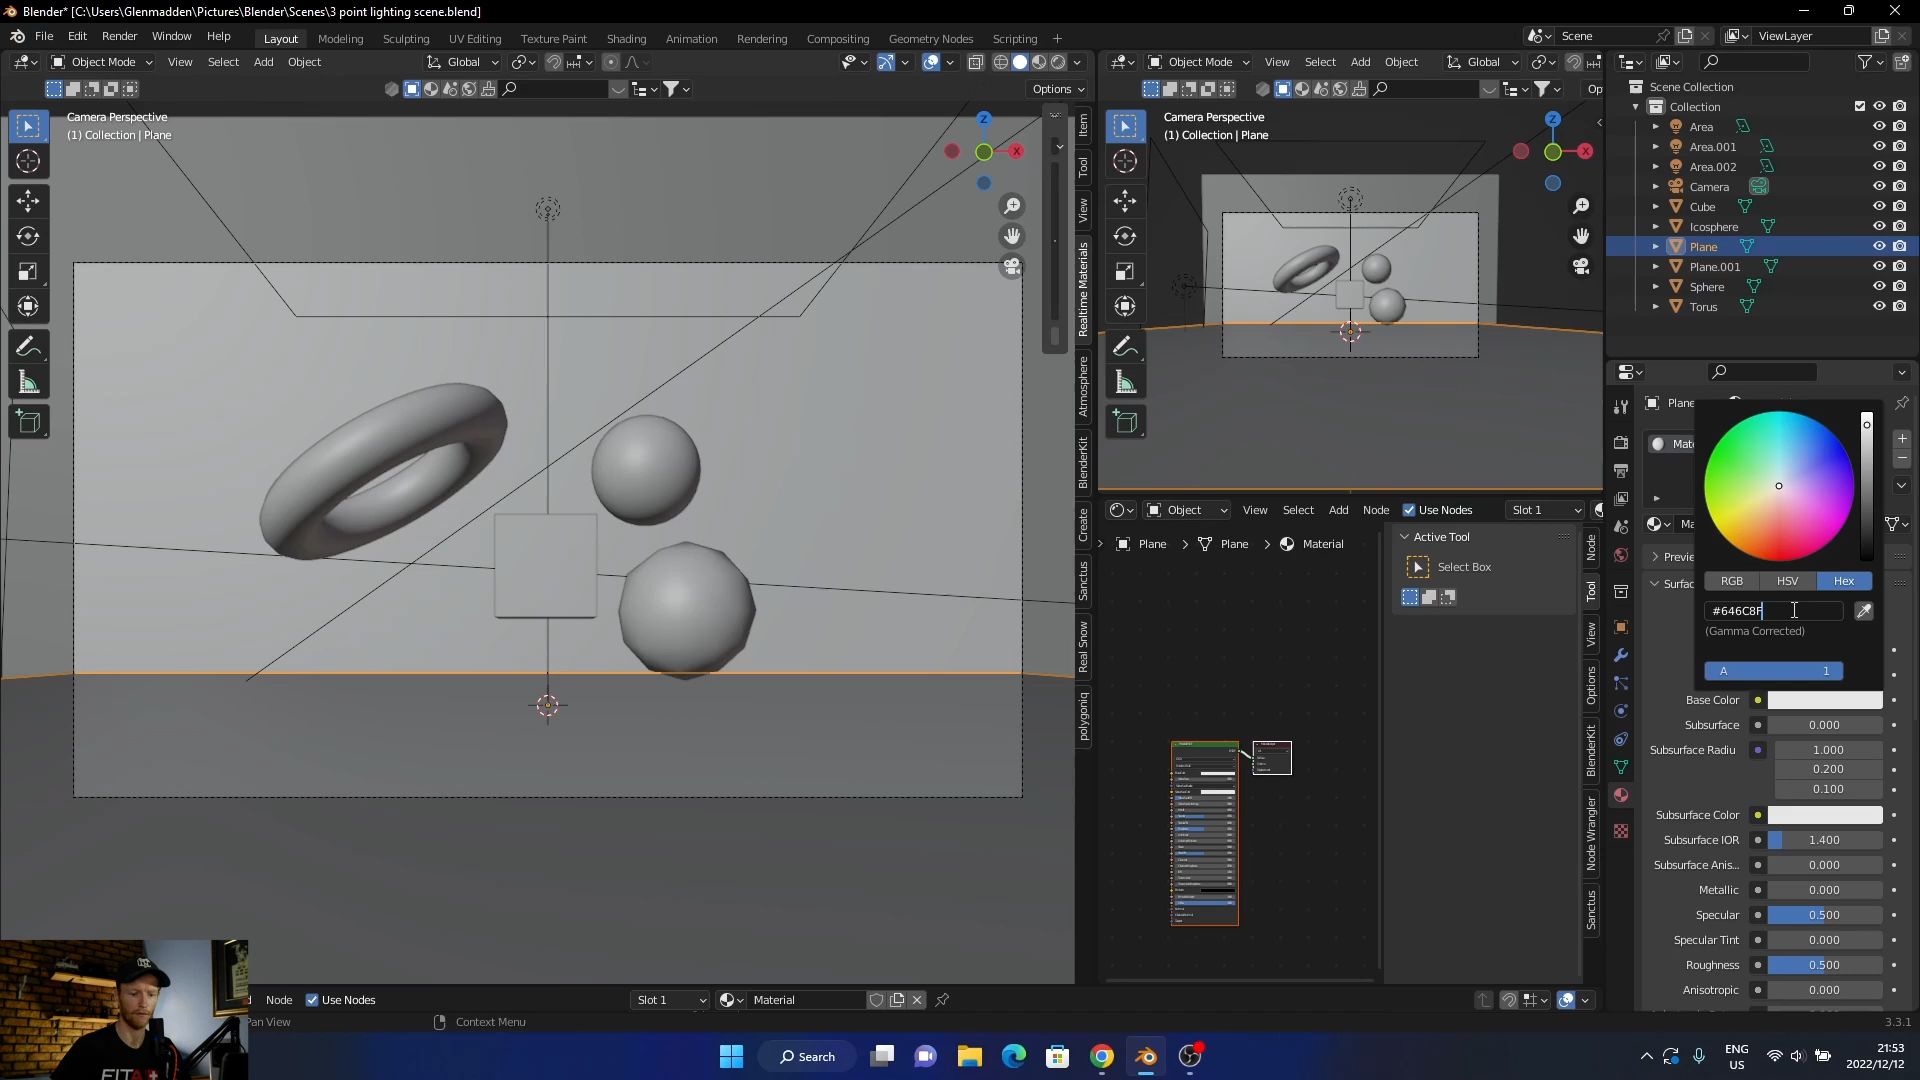 Blender* [C:\Users\Glenmadden\Pictures\Blender\Scenes\3 point lighting scene.blend]
File Edit Render Window Help Layout Modeling Sculpting UV Editing Texture Paint Shading Animation Rendering Compositing Geometry Nodes Scripting + Scene ViewLayer
Object Mode View Select Add Object Global
Object Mode View Select Add Object Global
Options
Op
Camera Perspective
(1) Collection | Plane
Z
X
Item
Tool
View
Realtime Materials
Atmosphere
BlenderKit
Create
Sanctus
Real Snow
polygoniq
Camera Perspective
(1) Collection | Plane
Z
X
Scene Collection
Collection
Area
Area.001
Area.002
Camera
Cube
Icosphere
Plane
Plane.001
Sphere
Torus
Object View Select Add Node Use Nodes Slot 1
Plane > Plane > Material
Active Tool
Select Box
Node
Tool
View
Options
BlenderKit
Node Wrangler
Sanctus
Plane
Mate
Ma
Previe
Surfac
RGB HSV Hex
#646C8F
(Gamma Corrected)
A 1
Base Color
Subsurface 0.000
Subsurface Radiu 1.000
0.200
0.100
Subsurface Color
Subsurface IOR 1.400
Subsurface Anis... 0.000
Metallic 0.000
Specular 0.500
Specular Tint 0.000
Roughness 0.500
Anisotropic 0.000
Node Use Nodes Slot 1 Material
Pan View Context Menu 3.3.1
Search
ENG
US
21:53
2022/12/12